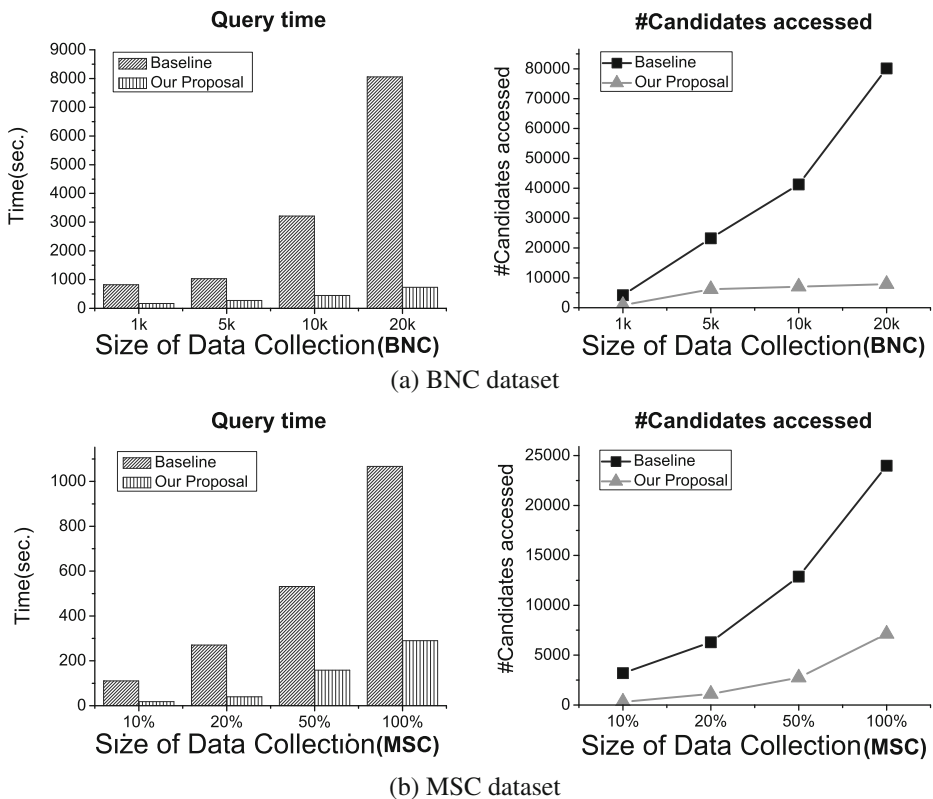 Query time
9000
8000
7000
6000
5000
4000
3000
2000
1000
0
Time(sec.)
Baseline
Our Proposal
1k 5k 10k 20k
Size of Data Collection(BNC)
#Candidates accessed
80000
70000
60000
50000
40000
30000
20000
10000
0
#Candidates accessed
Baseline
Our Proposal
1k 5k 10k 20k
Size of Data Collection(BNC)
(a) BNC dataset
Query time
1000
800
600
400
200
0
Time(sec.)
Baseline
Our Proposal
10% 20% 50% 100%
Size of Data Collection(MSC)
#Candidates accessed
25000
20000
15000
10000
5000
0
#Candidates accessed
Baseline
Our Proposal
10% 20% 50% 100%
Size of Data Collection(MSC)
(b) MSC dataset